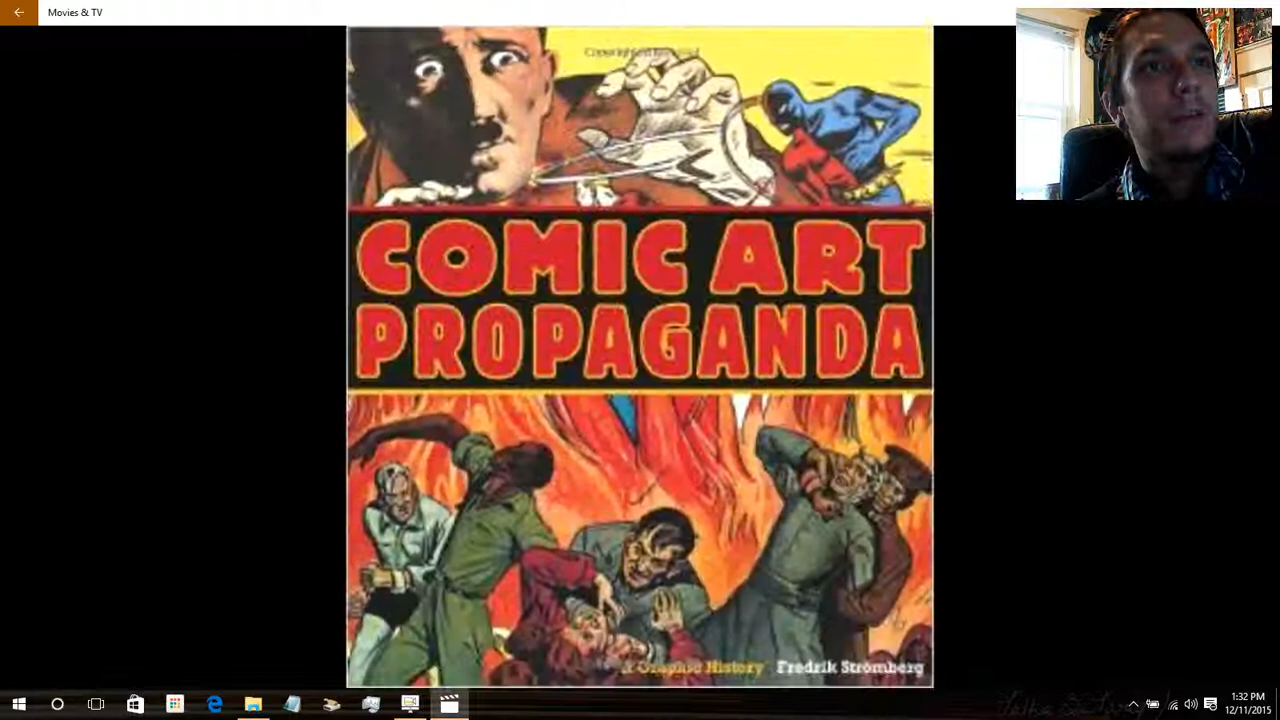 Movies & TV
COMIC ART
PROPAGANDA
A Graphic History Fredrik Strömberg
1:32 PM
12/11/2015